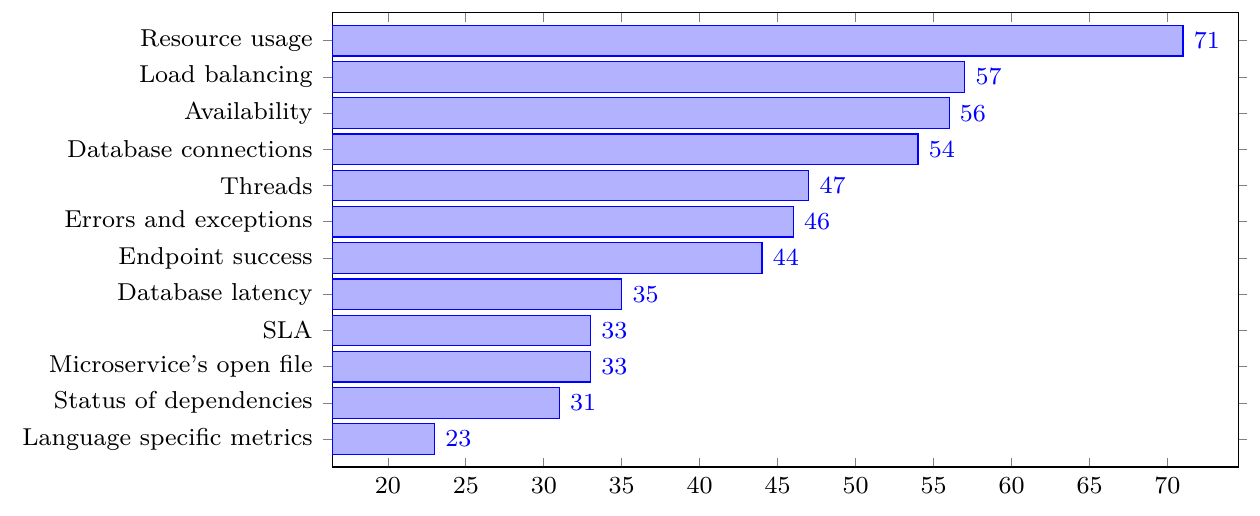 Resource usage 71
Load balancing 57
Availability 56
Database connections 54
Threads 47
Errors and exceptions 46
Endpoint success 44
Database latency 35
SLA 33
Microservice's open file 33
Status of dependencies 31
Language specific metrics 23
20 25 30 35 40 45 50 55 60 65 70